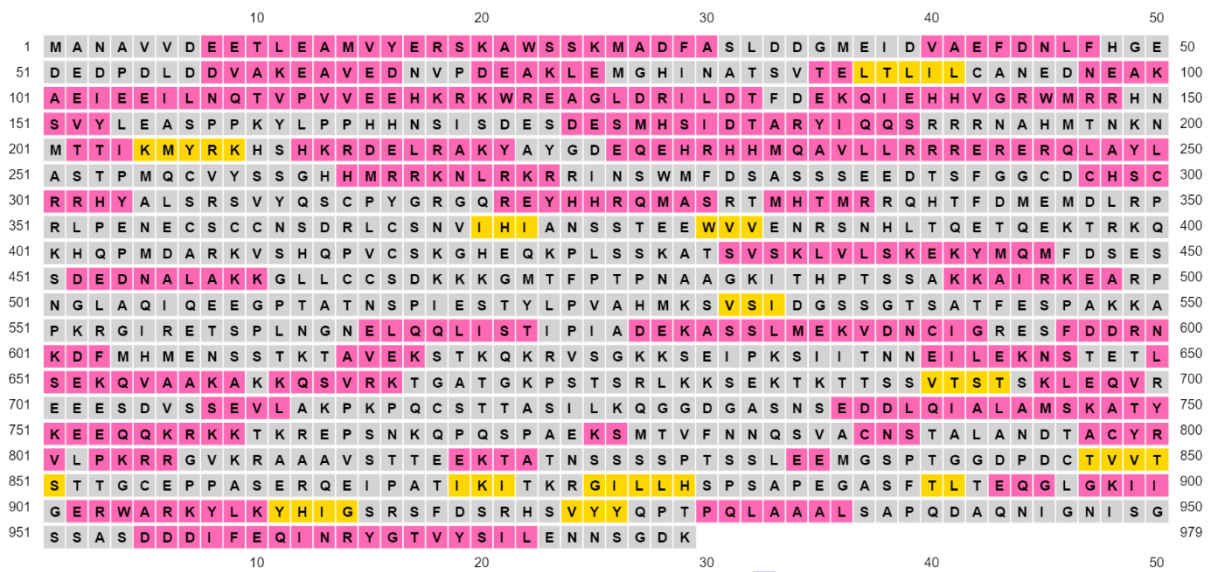 10 20 30 40 50
1 M A N A V V D E E T L E A M V Y E R S K A W S S K M A D F A S L D D G M E I D V A E F D N L F H G E 50
51 D E D P D L D D V A K E A V E D N V P D E A K L E M G H I N A T S V T E L T L I L C A N E D N E A K 100
101 A E I E E I L N Q T V P V V E E H K R K W R E A G L D R I L D T F D E K Q I E H H V G R W M R R H N 150
151 S V Y L E A S P P K Y L P P H H N S I S D E S D E S M H S I D T A R Y I Q Q S R R R N A H M T N K N 200
201 M T T I K M Y R K H S H K R D E L R A K Y A Y G D E Q E H R H H M Q A V L L R R R E R E R Q L A Y L 250
251 A S T P M Q C V Y S S G H H M R R K N L R K R R I N S W M F D S A S S S E E D T S F G G C D C H S C 300
301 R R H Y A L S R S V Y Q S C P Y G R G Q R E Y H H R Q M A S R T M H T M R R Q H T F D M E M D L R P 350
351 R L P E N E C S C C N S D R L C S N V I H I A N S S T E E W V V E N R S N H L T Q E T Q E K T R K Q 400
401 K H Q P M D A R K V S H Q P V C S K G H E Q K P L S S K A T S V S K L V L S K E K Y M Q M F D S E S 450
451 S D E D N A L A K K G L L C C S D K K K G M T F P T P N A A G K I T H P T S S A K K A I R K E A R P 500
501 N G L A Q I Q E E G P T A T N S P I E S T Y L P V A H M K S V S I D G S S G T S A T F E S P A K K A 550
551 P K R G I R E T S P L N G N E L Q Q L I S T I P I A D E K A S S L M E K V D N C I G R E S F D D R N 600
601 K D F M H M E N S S T K T A V E K S T K Q K R V S G K K S E I P K S I I T N N E I L E K N S T E T L 650
651 S E K Q V A A K A K K Q S V R K T G A T G K P S T S R L K K S E K T K T T S S V T S T S K L E Q V R 700
701 E E E S D V S S E V L A K P K P Q C S T T A S I L K Q G G D G A S N S E D D L Q I A L A M S K A T Y 750
751 K E E Q Q K R K K T K R E P S N K Q P Q S P A E K S M T V F N N Q S V A C N S T A L A N D T A C Y R 800
801 V L P K R R G V K R A A A V S T T E E K T A T N S S S S P T S S L E E M G S P T G G D P D C T V V T 850
851 S T T G C E P P A S E R Q E I P A T I K I T K R G I L L H S P S A P E G A S F T L T E Q G L G K I I 900
901 G E R W A R K Y L K Y H I G S R S F D S R H S V Y Y Q P T P Q L A A A L S A P Q D A Q N I G N I S G 950
951 S S A S D D D I F E Q I N R Y G T V Y S I L E N N S G D K 979
10 20 30 40 50